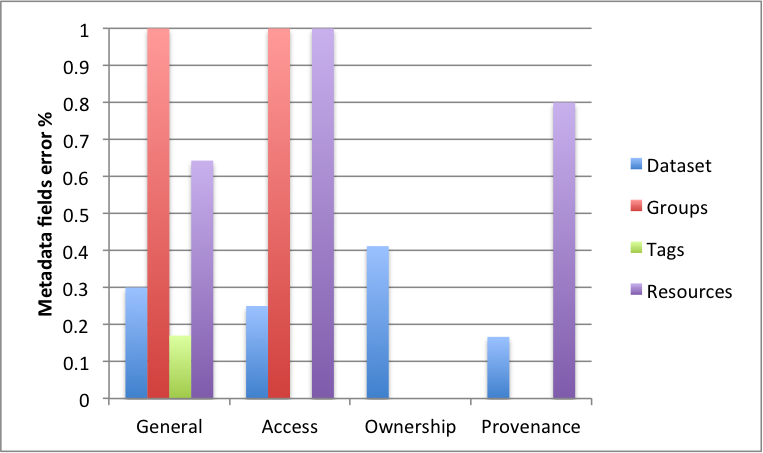 Metadata fields error %
1
0.9
0.8
0.7
0.6
0.5
0.4
0.3
0.2
0.1
0
General Access Ownership Provenance
Dataset
Groups
Tags
Resources